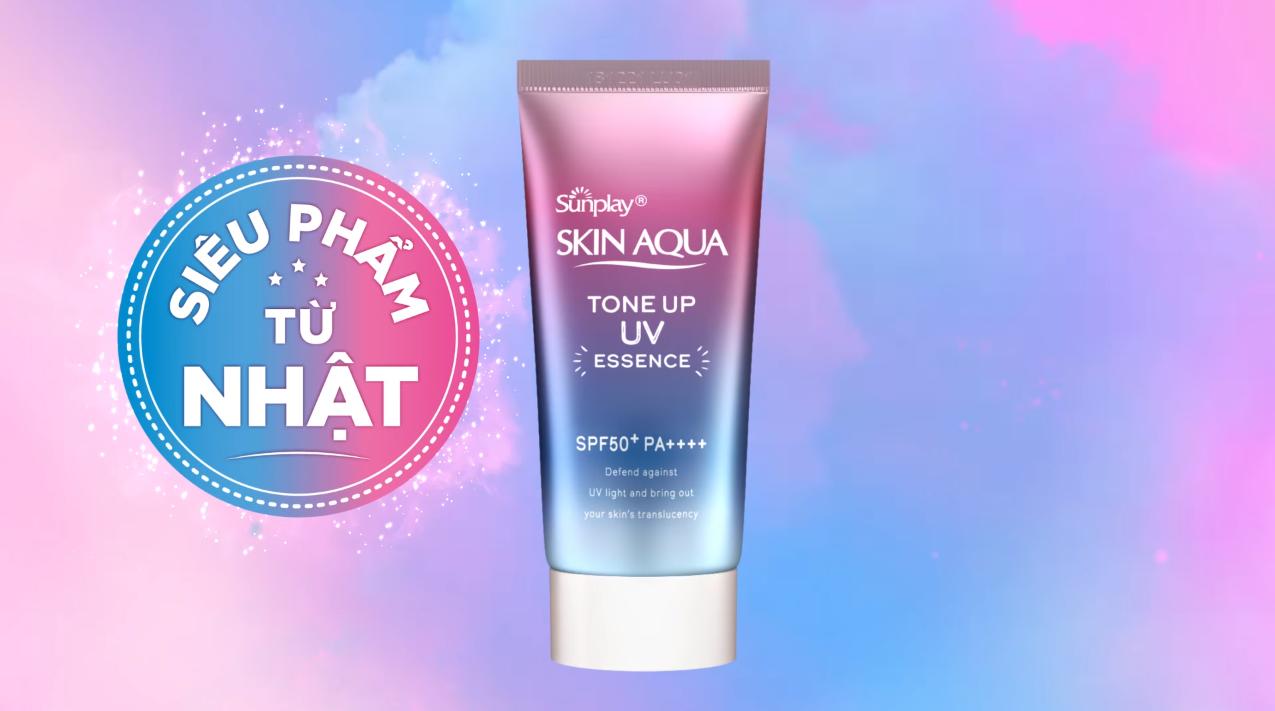 SIÊU PHẨM
TỪ
NHẬT
Sunplay®
SKIN AQUA
TONE UP
UV
ESSENCE
SPF50+ PA++++
Defend against
UV light and bring out
your skin's translucency